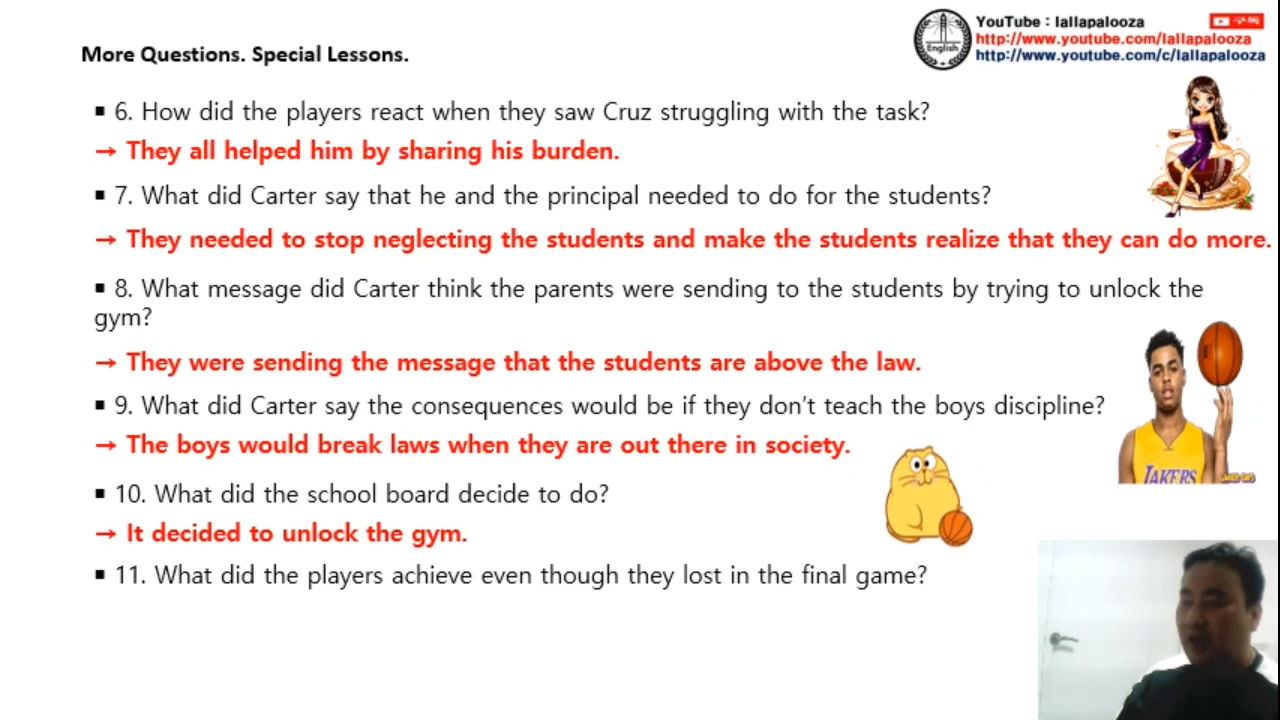 YouTube : lallapalooza
http://www.youtube.com/lallapalooza
http://www.youtube.com/c/lallapalooza
English
More Questions. Special Lessons.
▪ 6. How did the players react when they saw Cruz struggling with the task?
→ They all helped him by sharing his burden.
▪ 7. What did Carter say that he and the principal needed to do for the students?
→ They needed to stop neglecting the students and make the students realize that they can do more.
▪ 8. What message did Carter think the parents were sending to the students by trying to unlock the
gym?
→ They were sending the message that the students are above the law.
▪ 9. What did Carter say the consequences would be if they don't teach the boys discipline?
→ The boys would break laws when they are out there in society.
▪ 10. What did the school board decide to do?
→ It decided to unlock the gym.
▪ 11. What did the players achieve even though they lost in the final game?
LAKERS